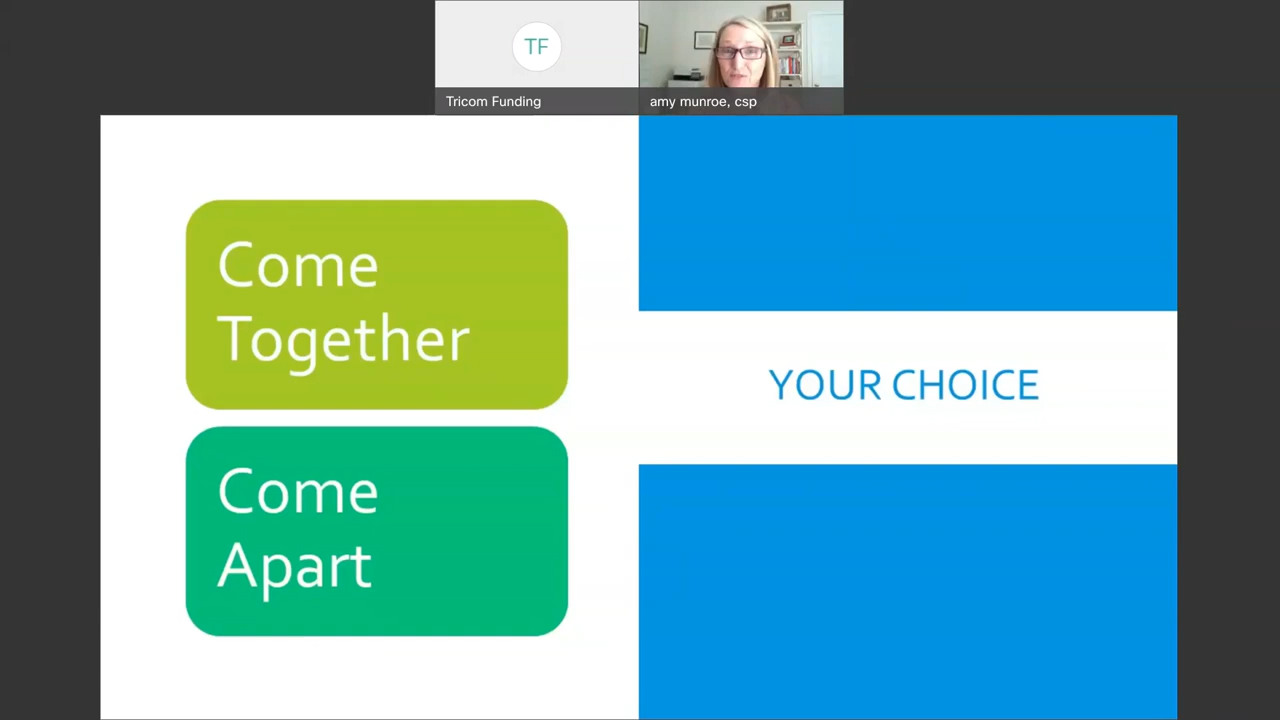 TF
Tricom Funding
amy munroe, csp
Come
Together
Come
Apart
YOUR CHOICE